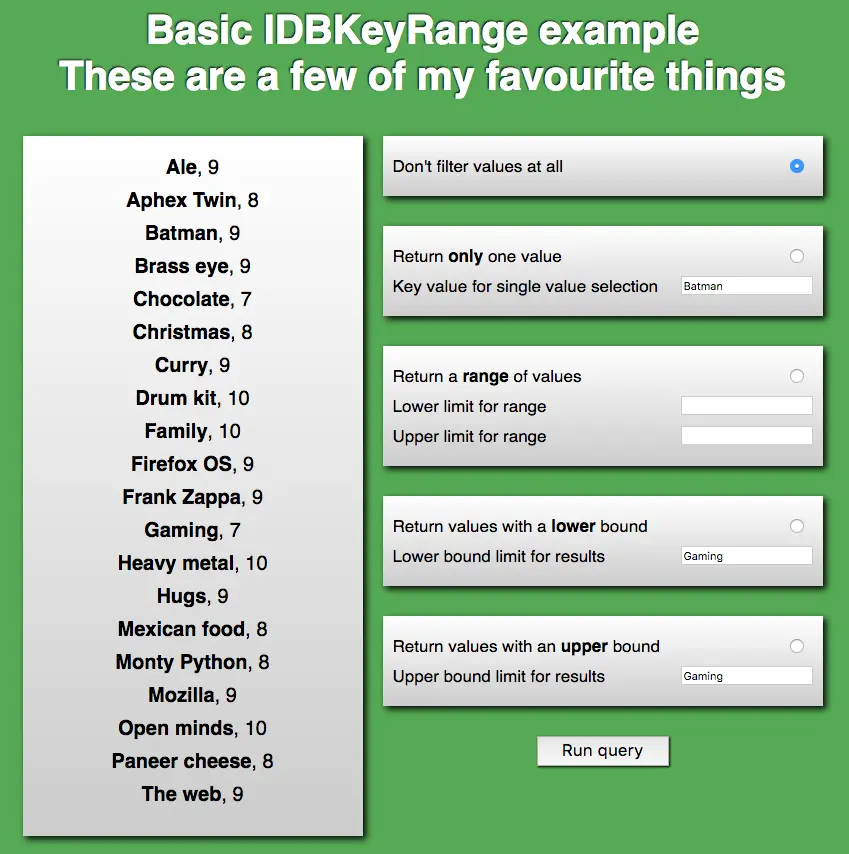 Basic IDBKeyRange example
These are a few of my favourite things
Ale, 9
Aphex Twin, 8
Batman, 9
Brass eye, 9
Chocolate, 7
Christmas, 8
Curry, 9
Drum kit, 10
Family, 10
Firefox OS, 9
Frank Zappa, 9
Gaming, 7
Heavy metal, 10
Hugs, 9
Mexican food, 8
Monty Python, 8
Mozilla, 9
Open minds, 10
Paneer cheese, 8
The web, 9
Don't filter values at all
Return only one value
Key value for single value selection Batman
Return a range of values
Lower limit for range
Upper limit for range
Return values with a lower bound
Lower bound limit for results Gaming
Return values with an upper bound
Upper bound limit for results Gaming
Run query